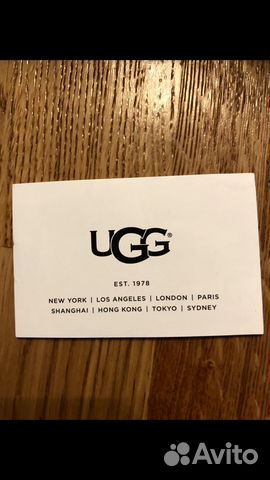 UGG®
EST. 1978
NEW YORK | LOS ANGELES | LONDON | PARIS
SHANGHAI | HONG KONG | TOKYO | SYDNEY
Avito